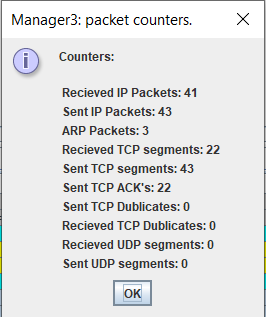 Manager3: packet counters.
Counters:
Recieved IP Packets: 41
Sent IP Packets: 43
ARP Packets: 3
Recieved TCP segments: 22
Sent TCP segments: 43
Sent TCP ACK's: 22
Sent TCP Dublicates: 0
Recieved TCP Dublicates: 0
Recieved UDP segments: 0
Sent UDP segments: 0
OK